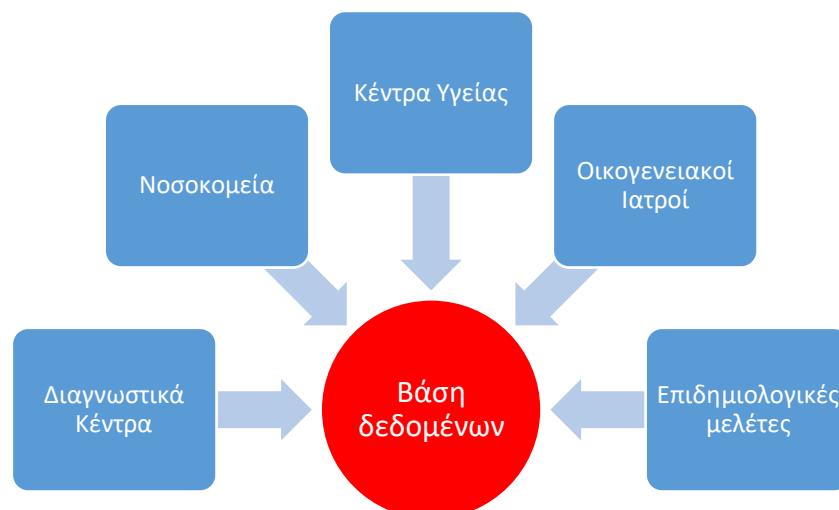 Κέντρα Υγείας
Νοσοκομεία
Οικογενειακοί
Ιατροί
Διαγνωστικά
Κέντρα
Βάση
δεδομένων
Επιδημιολογικές
μελέτες